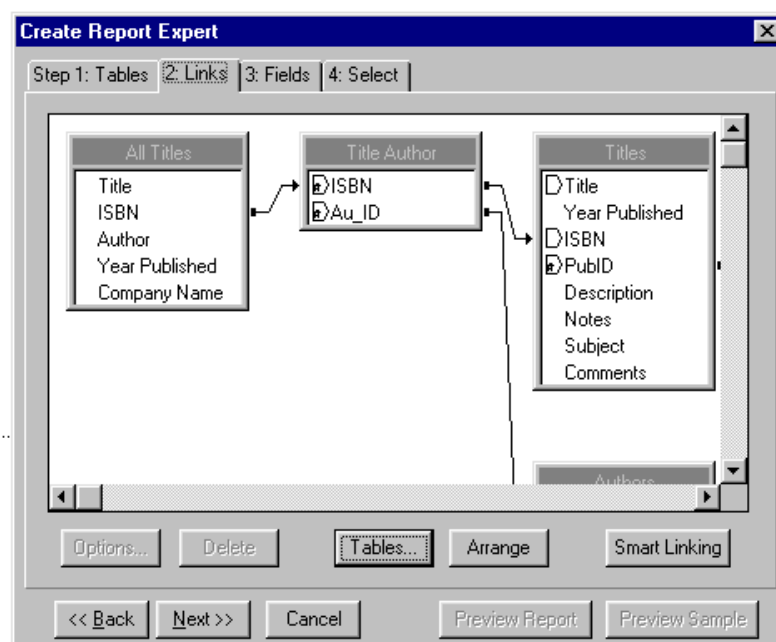 Create Report Expert
Step 1: Tables 2: Links 3: Fields 4: Select
All Titles
Title
ISBN
Author
Year Published
Company Name
Title Author
ISBN
Au_ID
Titles
Title
Year Published
ISBN
PubID
Description
Notes
Subject
Comments
Authors
..
Options... Delete Tables... Arrange Smart Linking
<< Back Next >> Cancel Preview Report Preview Sample